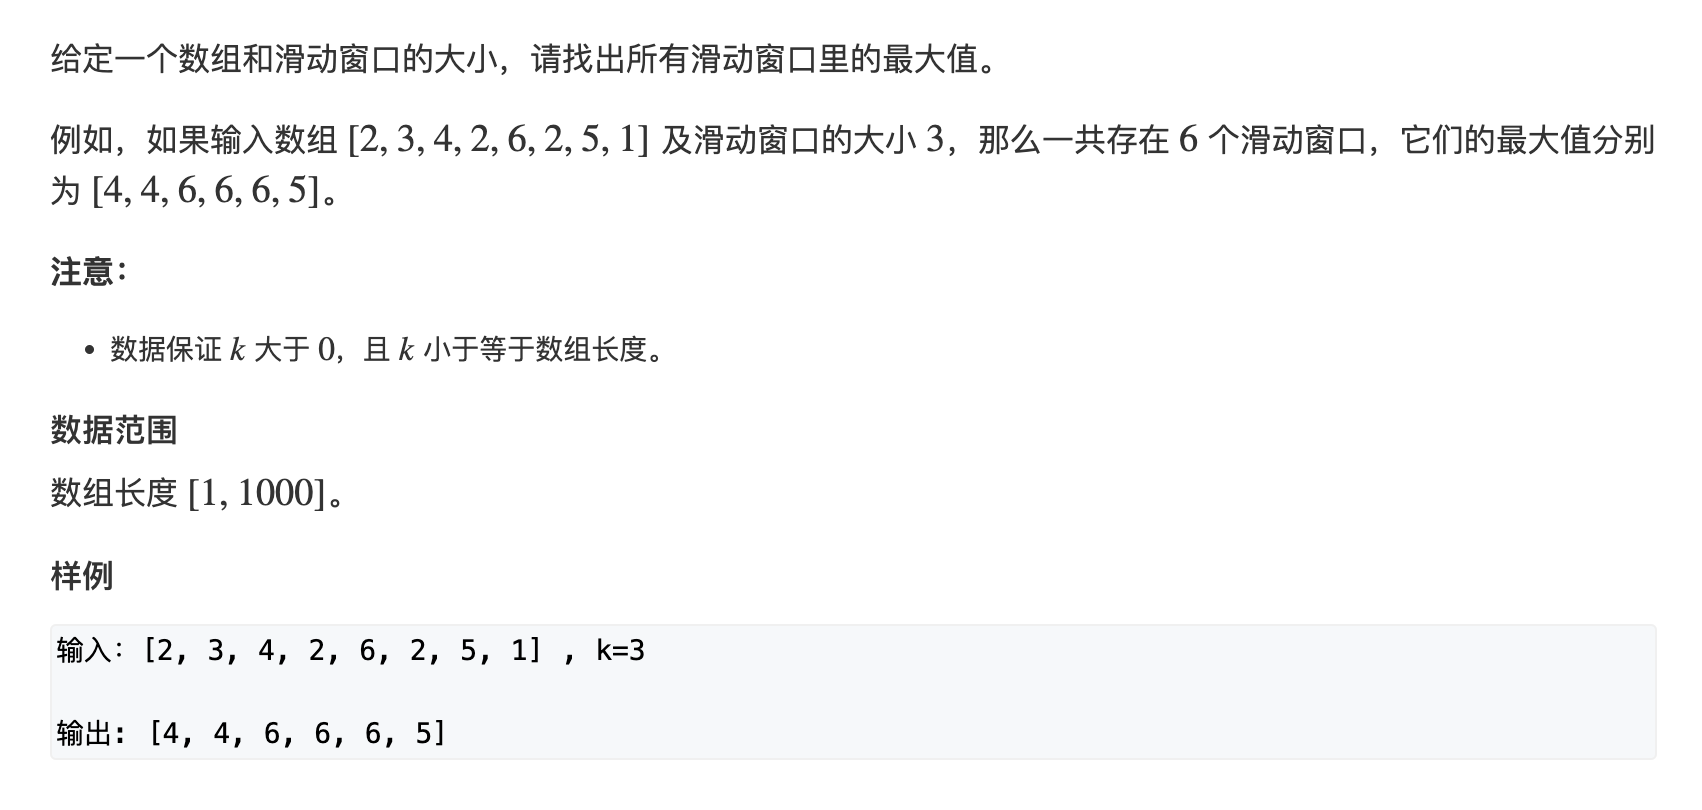 给定一个数组和滑动窗口的大小，请找出所有滑动窗口里的最大值。
例如，如果输入数组 [2, 3, 4, 2, 6, 2, 5, 1] 及滑动窗口的大小 3，那么一共存在 6 个滑动窗口，它们的最大值分别
为 [4, 4, 6, 6, 6, 5]。
注意：
• 数据保证 k 大于 0，且 k 小于等于数组长度。
数据范围
数组长度 [1, 1000]。
样例
输入：[2, 3, 4, 2, 6, 2, 5, 1] , k=3
输出: [4, 4, 6, 6, 6, 5]